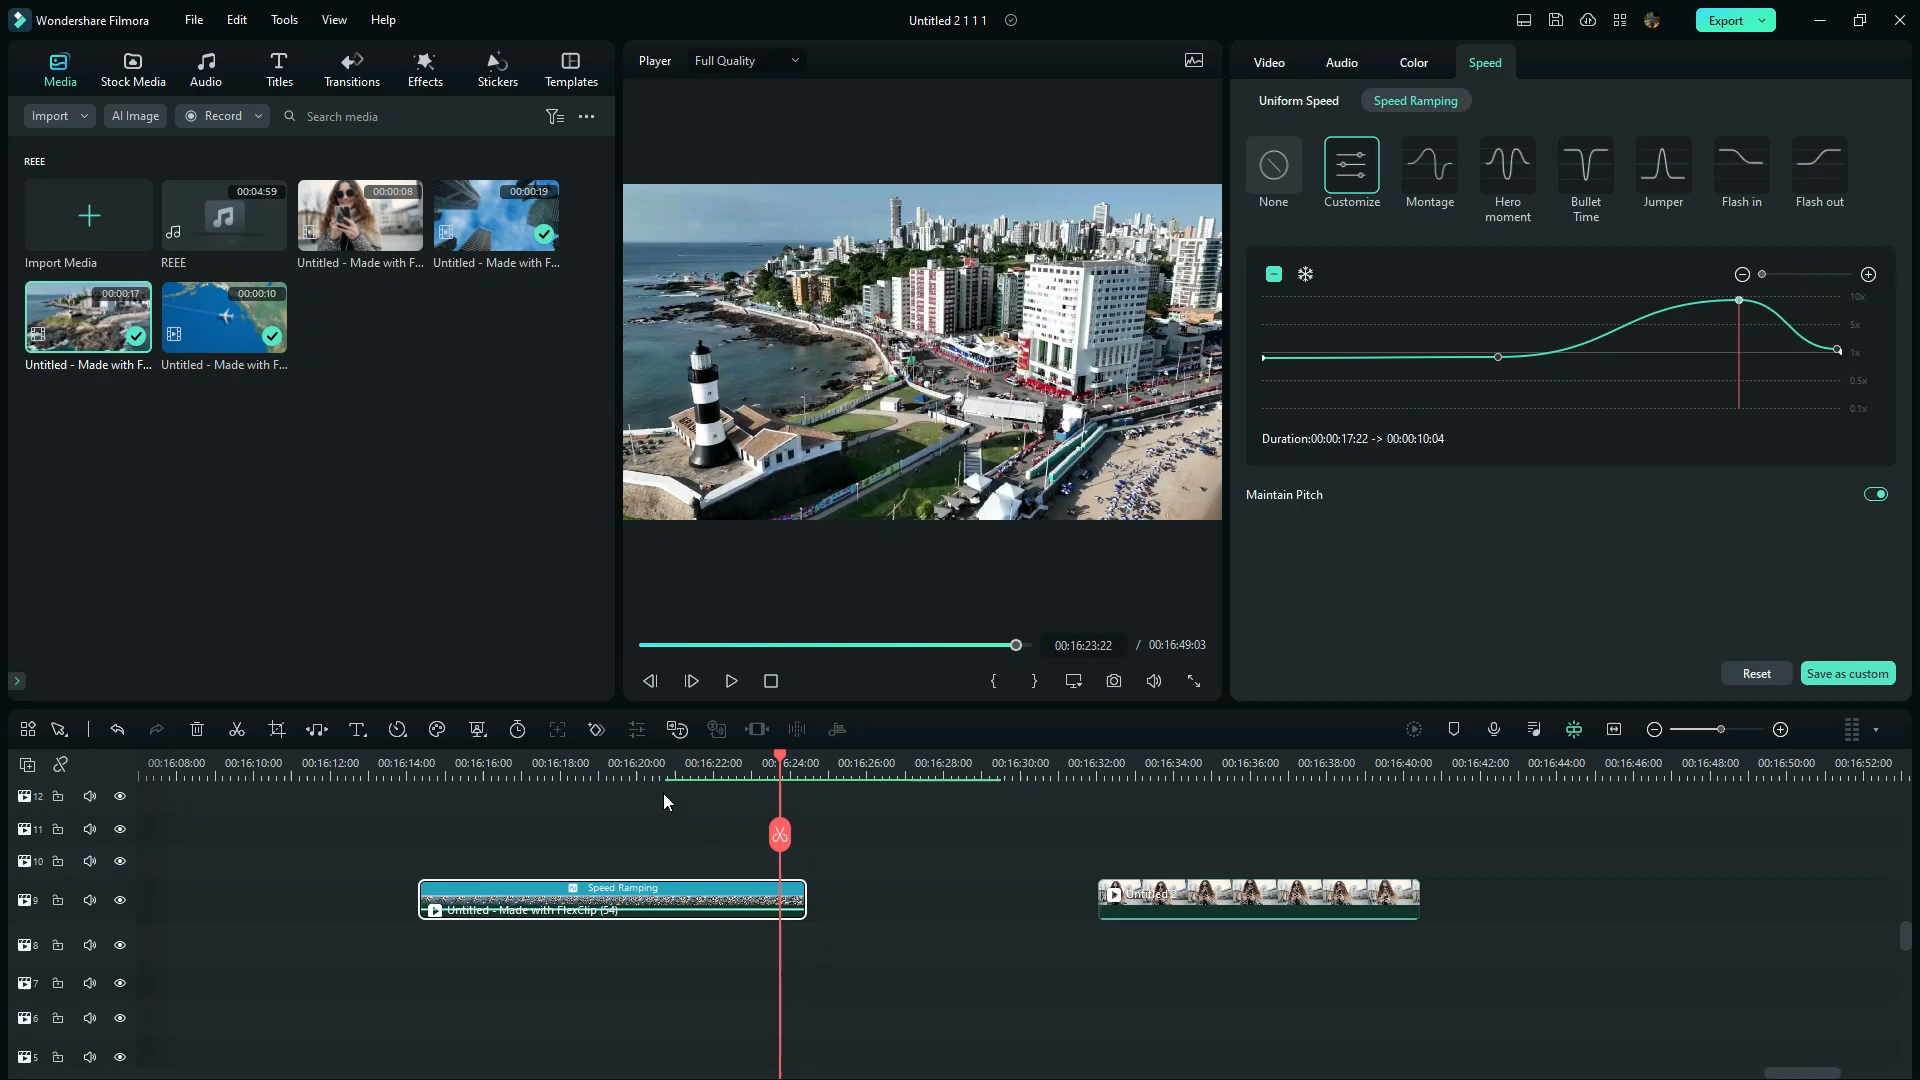 Wondershare Filmora
File
Edit
Tools
View
Help
Untitled 2 1 1 1
Export
Media
Stock Media
Audio
Titles
Transitions
Effects
Stickers
Templates
Import
AI Image
Record
Search media
REEE
00:04:59
00:00:08
00:00:19
Import Media
REEE
Untitled - Made with F...
Untitled - Made with F...
00:00:17
00:00:10
Untitled - Made with F...
Untitled - Made with F...
Player
Full Quality
00:16:23:22
/
00:16:49:03
{
}
Video
Audio
Color
Speed
Uniform Speed
Speed Ramping
None
Customize
Montage
Hero
moment
Bullet
Time
Jumper
Flash in
Flash out
10x
5x
1x
0.5x
0.1x
Duration:00:00:17:22 -> 00:00:10:04
Maintain Pitch
Reset
Save as custom
00:16:08:00
00:16:10:00
00:16:12:00
00:16:14:00
00:16:16:00
00:16:18:00
00:16:20:00
00:16:22:00
00:16:24:00
00:16:26:00
00:16:28:00
00:16:30:00
00:16:32:00
00:16:34:00
00:16:36:00
00:16:38:00
00:16:40:00
00:16:42:00
00:16:44:00
00:16:46:00
00:16:48:00
00:16:50:00
00:16:52:00
12
11
10
9
Speed Ramping
Untitled - Made with FlexClip (54)
Untitled
8
7
6
5